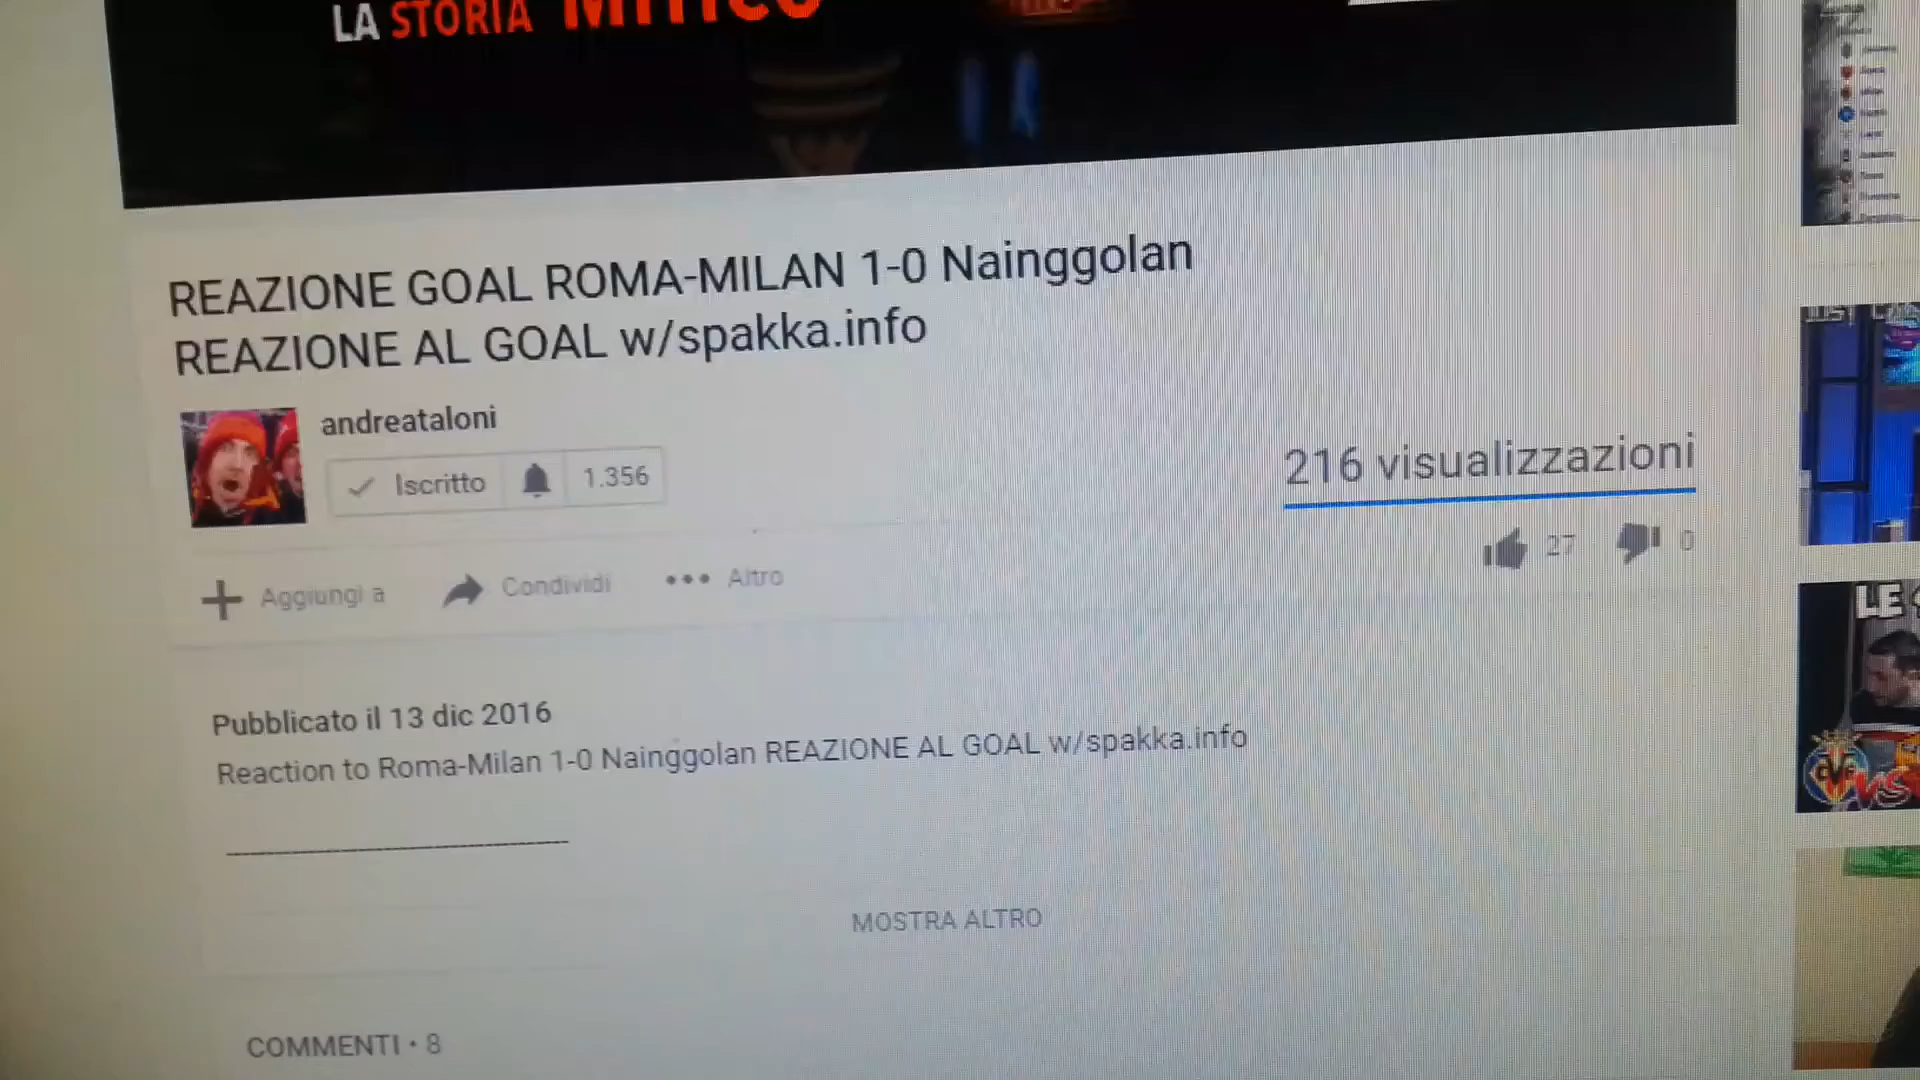 LA STORIA
REAZIONE GOAL ROMA-MILAN 1-0 Nainggolan
REAZIONE AL GOAL w/spakka.info
andreataloni
Iscritto 1.356
216 visualizzazioni
27 0
Aggiungi a Condividi Altro
Pubblicato il 13 dic 2016
Reaction to Roma-Milan 1-0 Nainggolan REAZIONE AL GOAL w/spakka.info
MOSTRA ALTRO
COMMENTI • 8
LE
VS